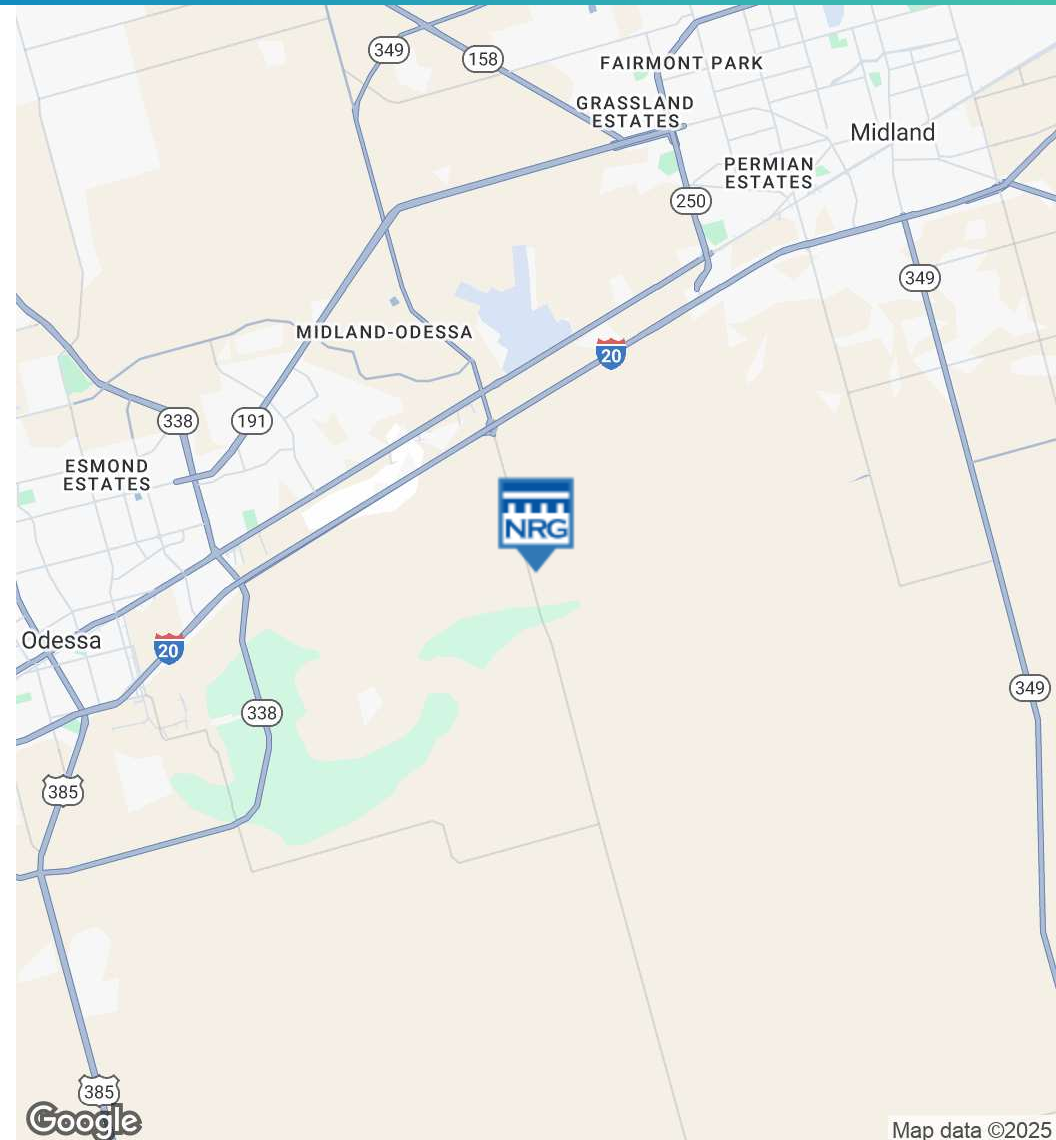 349
158
FAIRMONT PARK
GRASSLAND
ESTATES
Midland
PERMIAN
ESTATES
250
349
MIDLAND-ODESSA
20
338
191
ESMOND
ESTATES
NRG
Odessa
20
349
338
385
385
Google
Map data ©2025